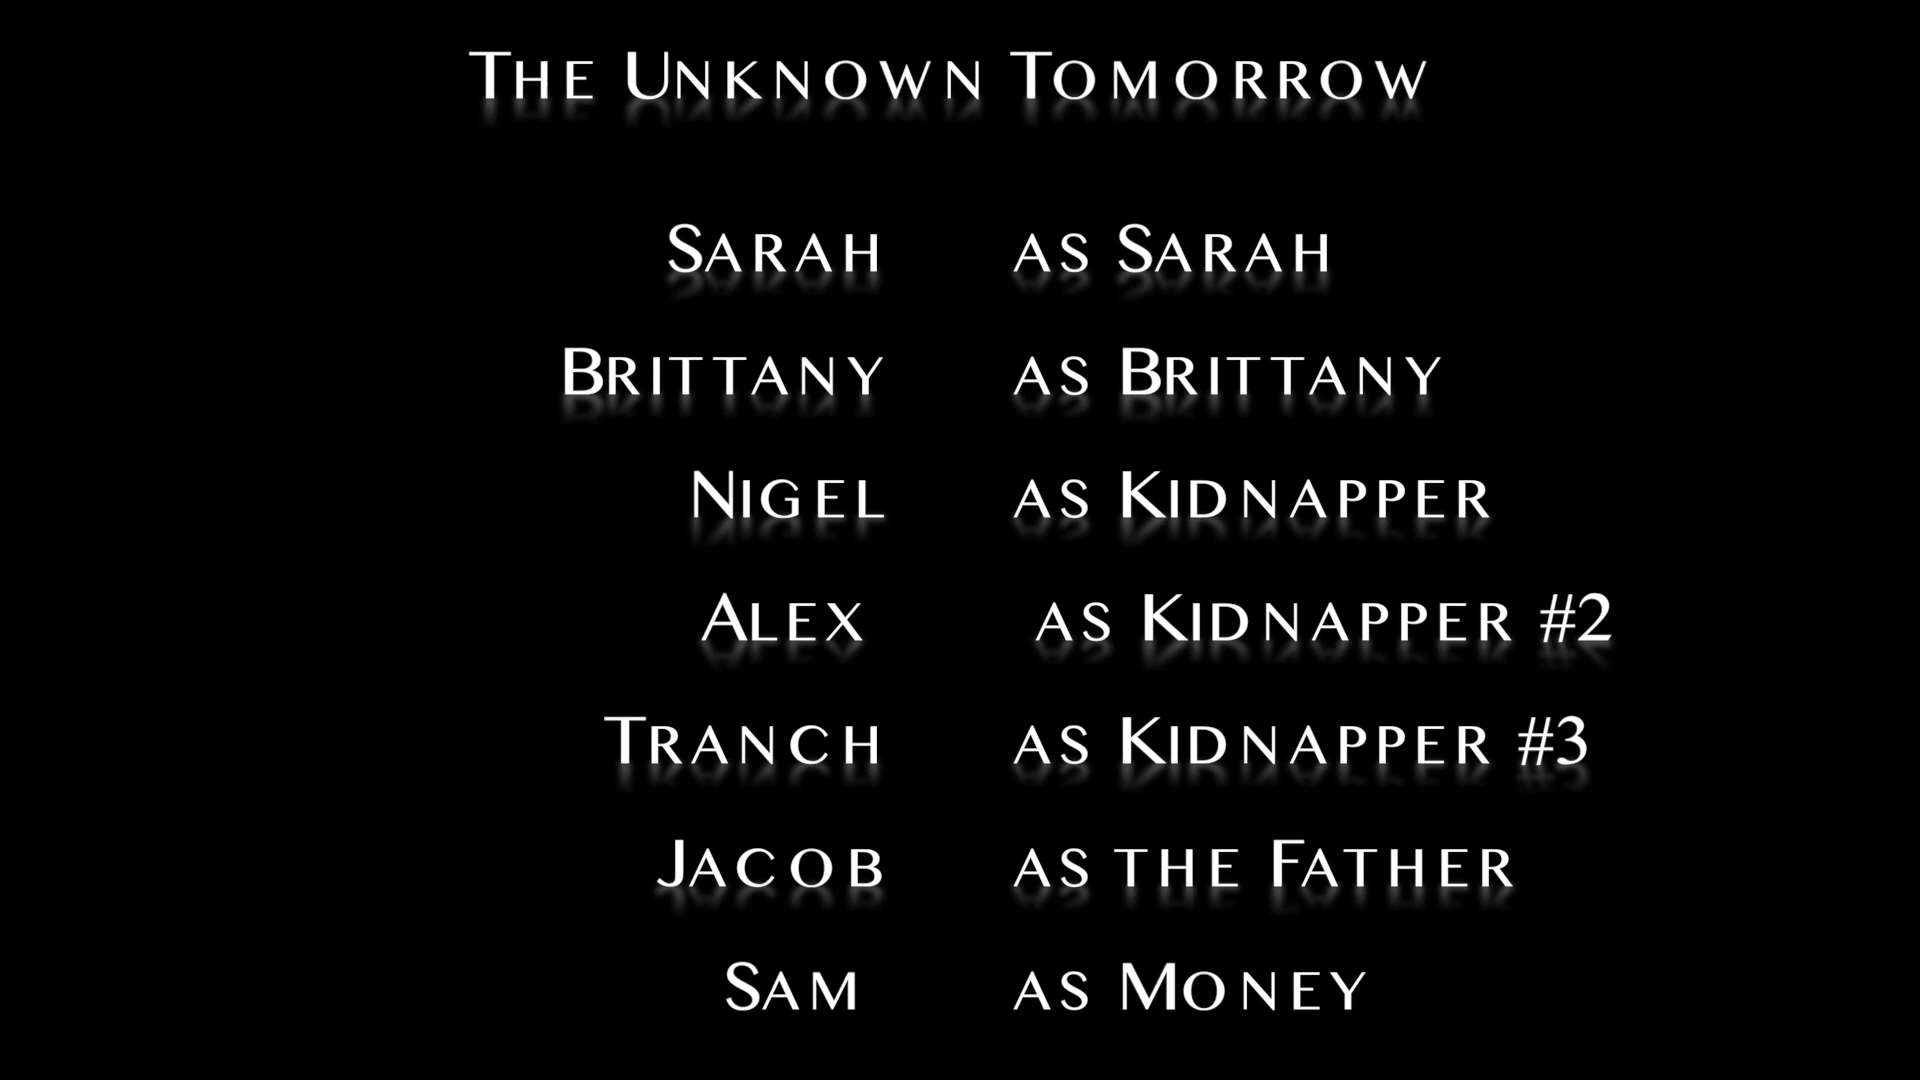 The Unknown Tomorrow
Sarah as Sarah
Brittany as Brittany
Nigel as Kidnapper
Alex as Kidnapper #2
Tranch as Kidnapper #3
Jacob as the Father
Sam as Money